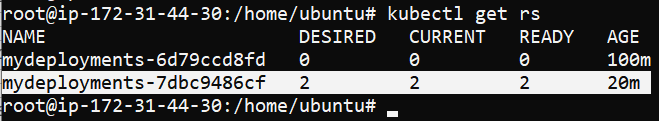 root@ip-172-31-44-30:/home/ubuntu# kubectl get rs
NAME DESIRED CURRENT READY AGE
mydeployments-6d79ccd8fd 0 0 0 100m
mydeployments-7dbc9486cf 2 2 2 20m
root@ip-172-31-44-30:/home/ubuntu# _